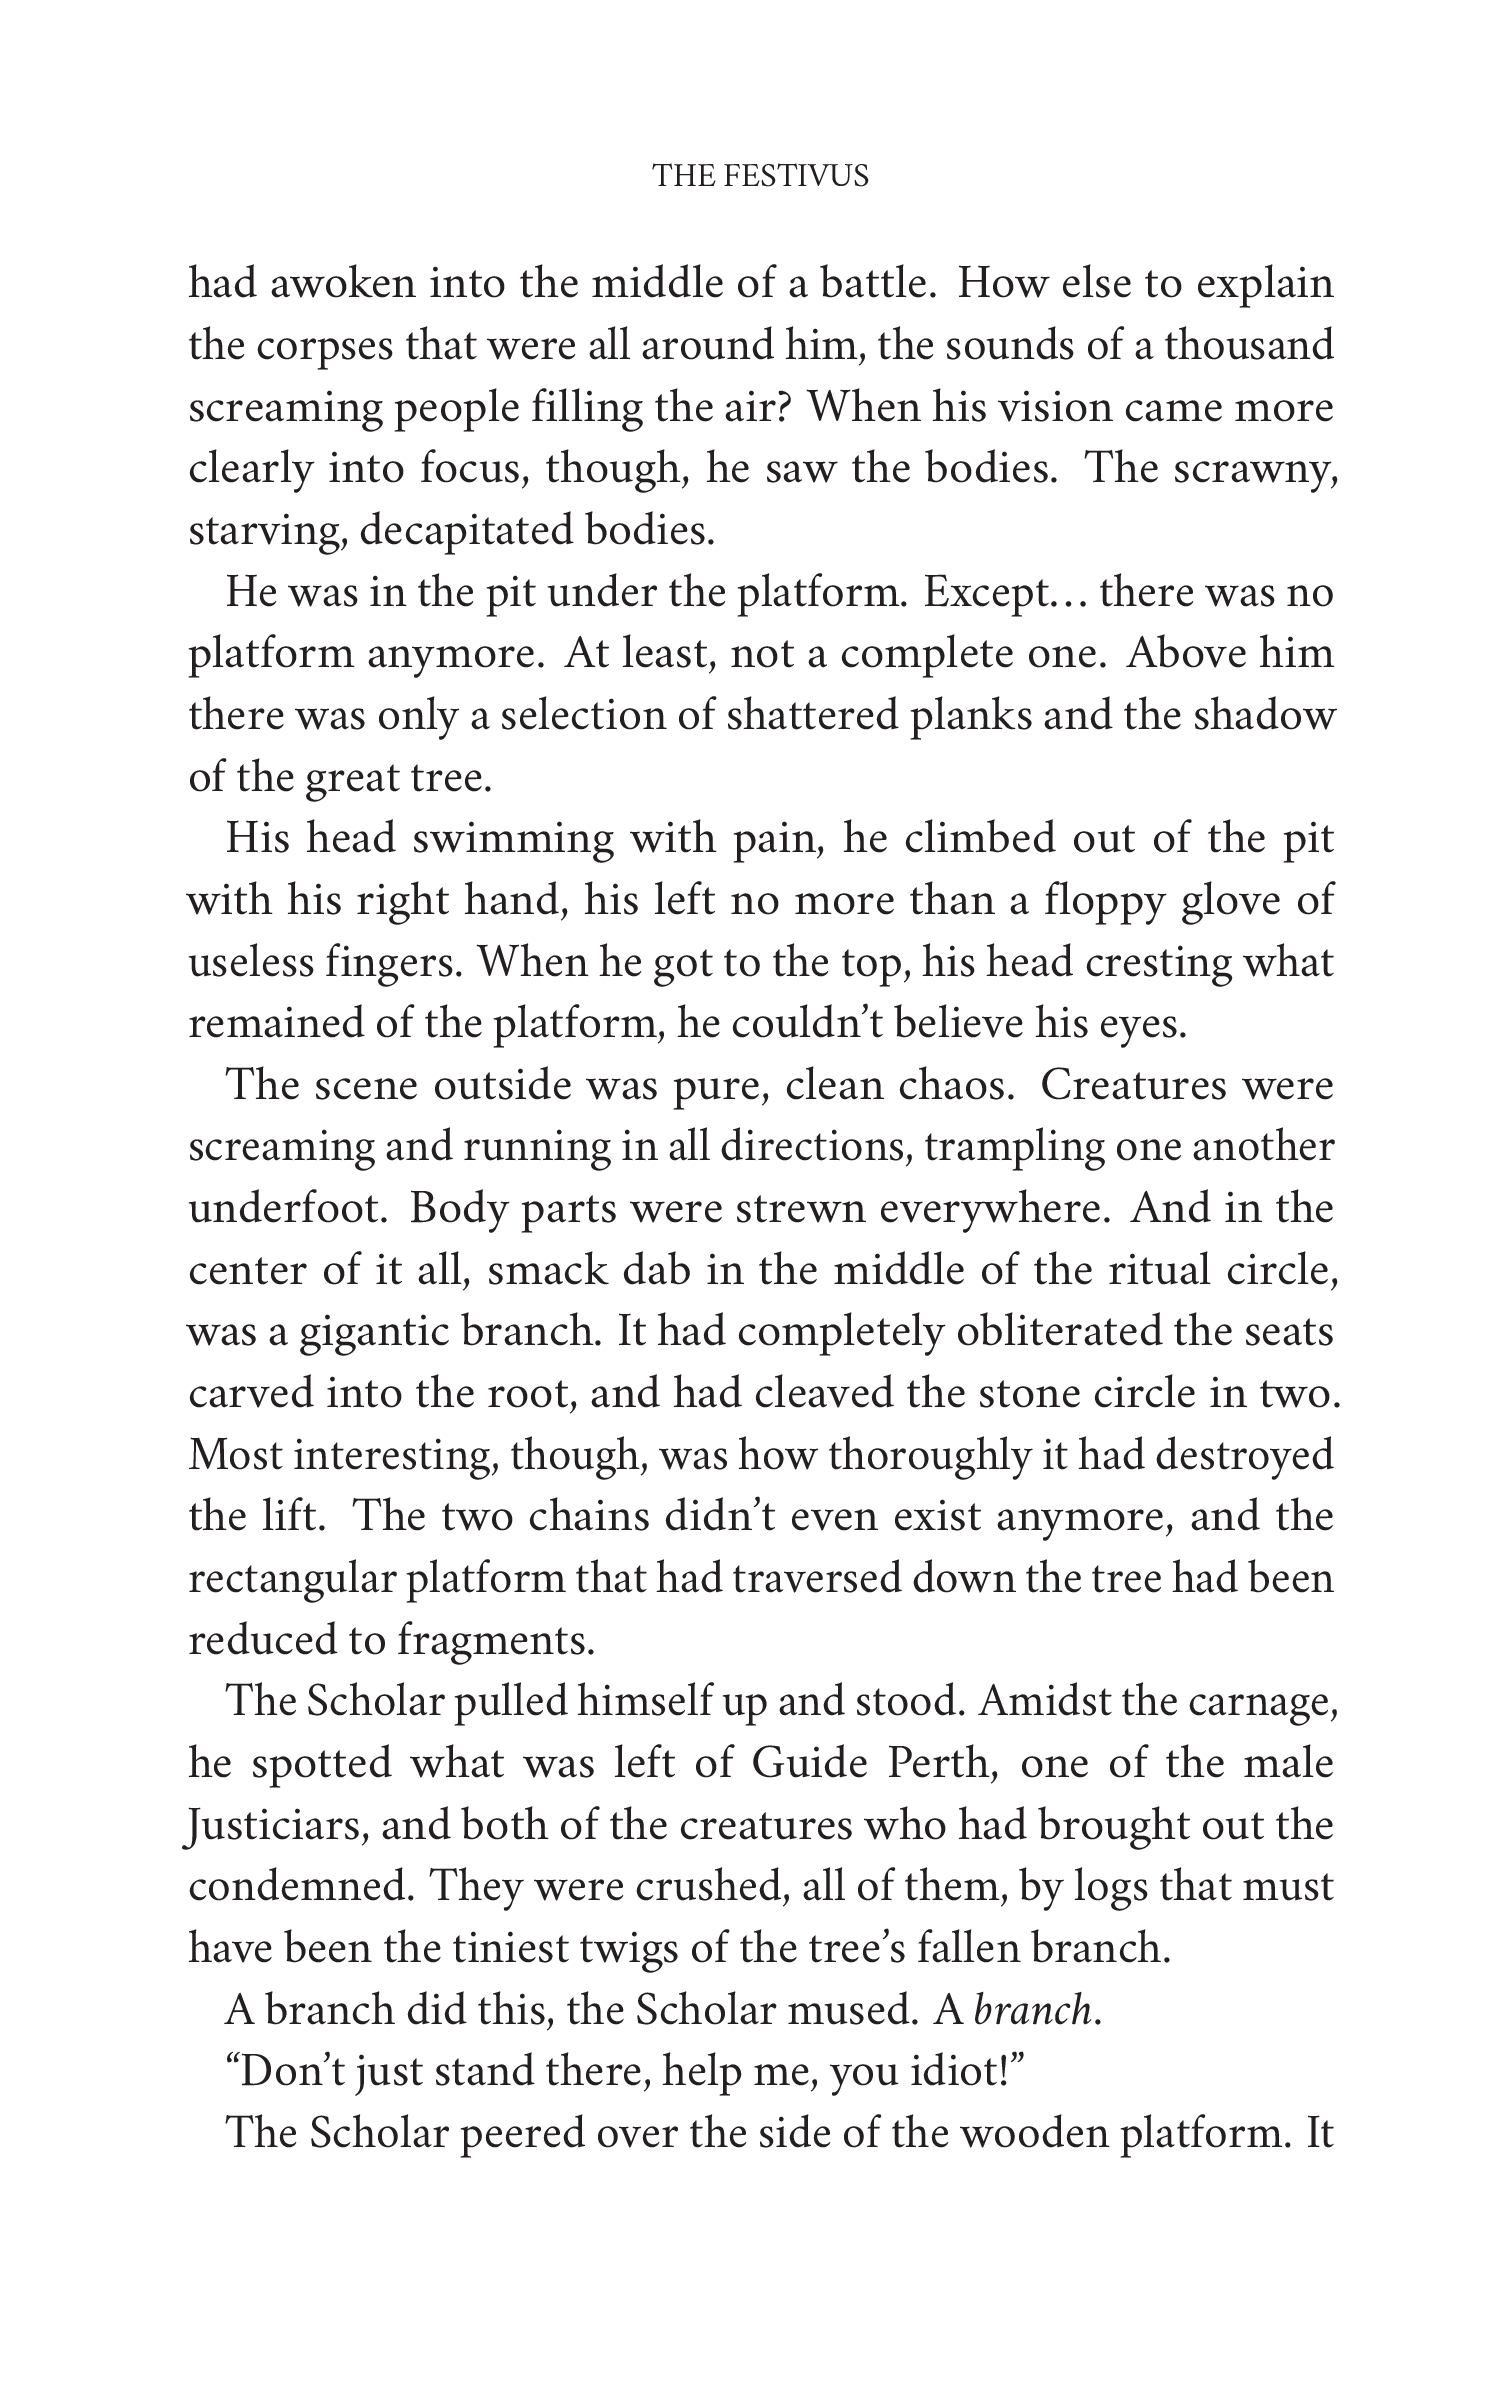 THE FESTIVUS
had awoken into the middle of a battle. How else to explain
the corpses that were all around him, the sounds of a thousand
screaming people filling the air? When his vision came more
clearly into focus, though, he saw the bodies. The scrawny,
starving, decapitated bodies.
He was in the pit under the platform. Except… there was no
platform anymore. At least, not a complete one. Above him
there was only a selection of shattered planks and the shadow
of the great tree.
His head swimming with pain, he climbed out of the pit
with his right hand, his left no more than a floppy glove of
useless fingers. When he got to the top, his head cresting what
remained of the platform, he couldn’t believe his eyes.
The scene outside was pure, clean chaos. Creatures were
screaming and running in all directions, trampling one another
underfoot. Body parts were strewn everywhere. And in the
center of it all, smack dab in the middle of the ritual circle,
was a gigantic branch. It had completely obliterated the seats
carved into the root, and had cleaved the stone circle in two.
Most interesting, though, was how thoroughly it had destroyed
the lift. The two chains didn’t even exist anymore, and the
rectangular platform that had traversed down the tree had been
reduced to fragments.
The Scholar pulled himself up and stood. Amidst the carnage,
he spotted what was left of Guide Perth, one of the male
Justiciars, and both of the creatures who had brought out the
condemned. They were crushed, all of them, by logs that must
have been the tiniest twigs of the tree’s fallen branch.
A branch did this, the Scholar mused. A branch.
“Don’t just stand there, help me, you idiot!”
The Scholar peered over the side of the wooden platform. It